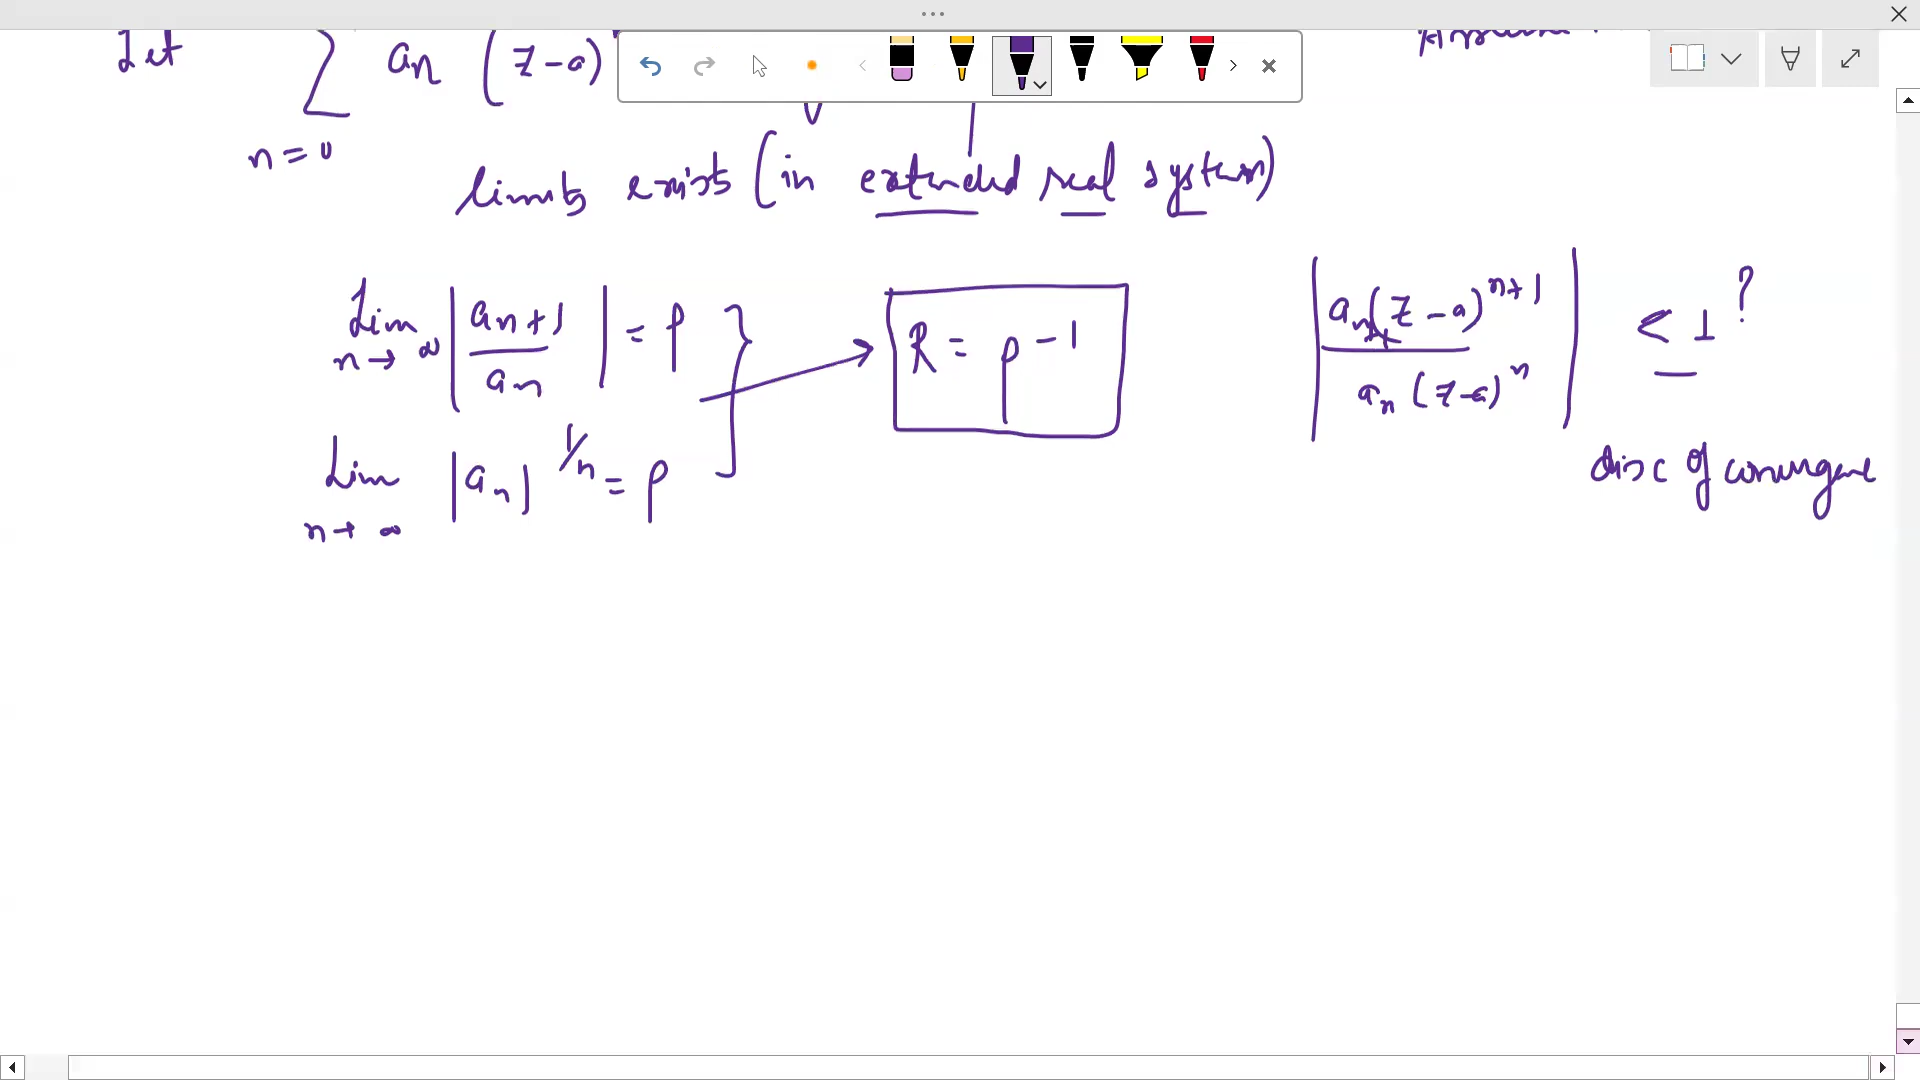 Let ∑ an (z-a)
n=0
limits exists (in extended real system)
Lim n→∞ |an+1/an| = ρ
R = ρ^-1
|an+1(z-a)^n+1 / an(z-a)^n| < 1 ?
Lim n→∞ |an|^1/n = ρ
disc of convergence